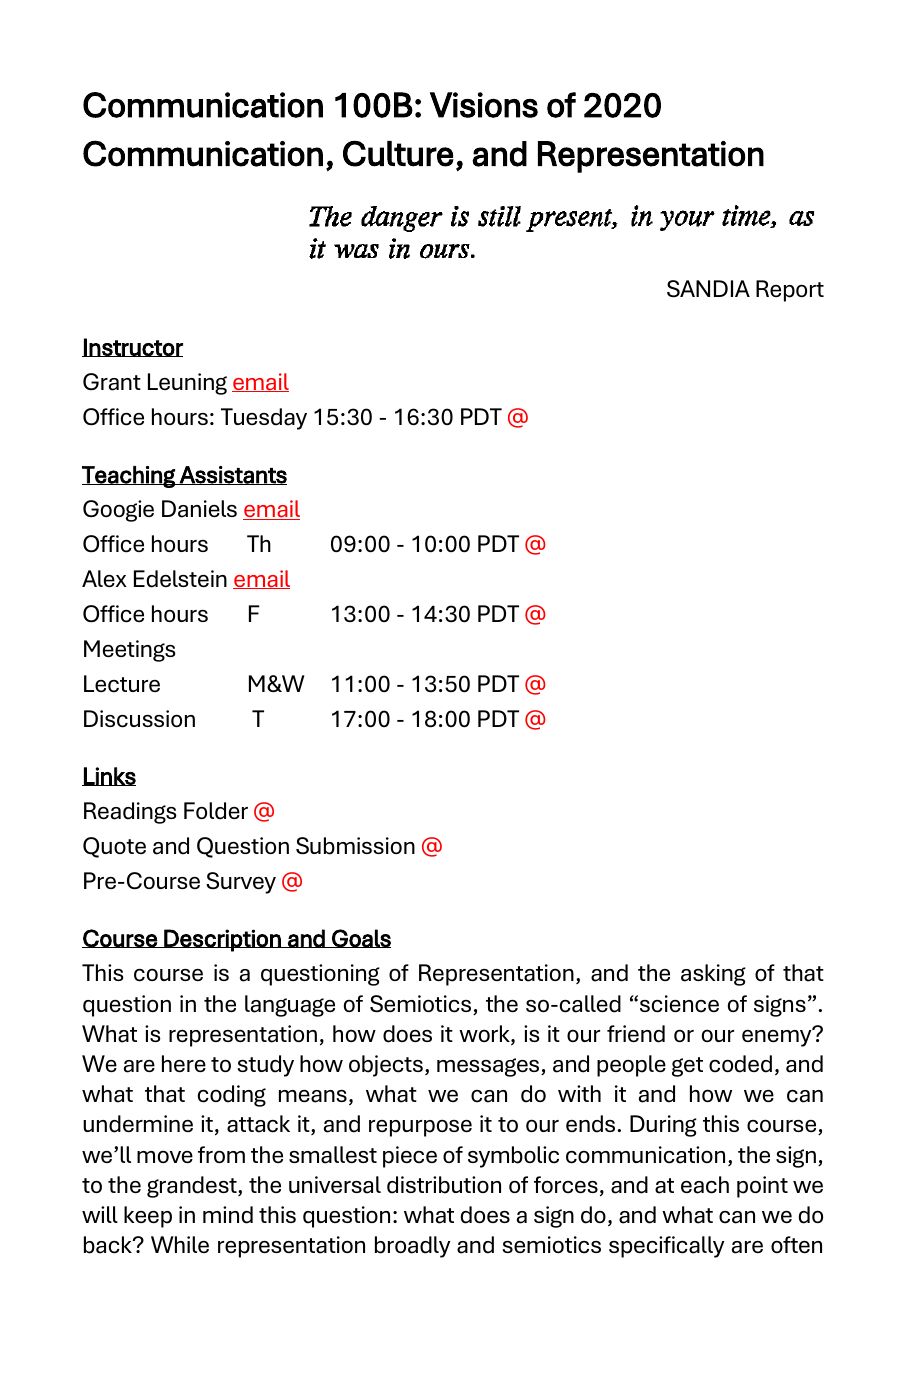 Communication 100B: Visions of 2020
Communication, Culture, and Representation
The danger is still present, in your time, as
it was in ours.
SANDIA Report
Instructor
Grant Leuning email
Office hours: Tuesday 15:30 - 16:30 PDT @
Teaching Assistants
Googie Daniels email
Office hours Th 09:00 - 10:00 PDT @
Alex Edelstein email
Office hours F 13:00 - 14:30 PDT @
Meetings
Lecture M&W 11:00 - 13:50 PDT @
Discussion T 17:00 - 18:00 PDT @
Links
Readings Folder @
Quote and Question Submission @
Pre-Course Survey @
Course Description and Goals
This course is a questioning of Representation, and the asking of that
question in the language of Semiotics, the so-called “science of signs”.
What is representation, how does it work, is it our friend or our enemy?
We are here to study how objects, messages, and people get coded, and
what that coding means, what we can do with it and how we can
undermine it, attack it, and repurpose it to our ends. During this course,
we’ll move from the smallest piece of symbolic communication, the sign,
to the grandest, the universal distribution of forces, and at each point we
will keep in mind this question: what does a sign do, and what can we do
back? While representation broadly and semiotics specifically are often